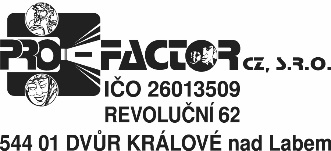 PRO-FACTOR CZ, S.R.O.
IČO 26013509
REVOLUČNÍ 62
544 01 DVŮR KRÁLOVÉ nad Labem